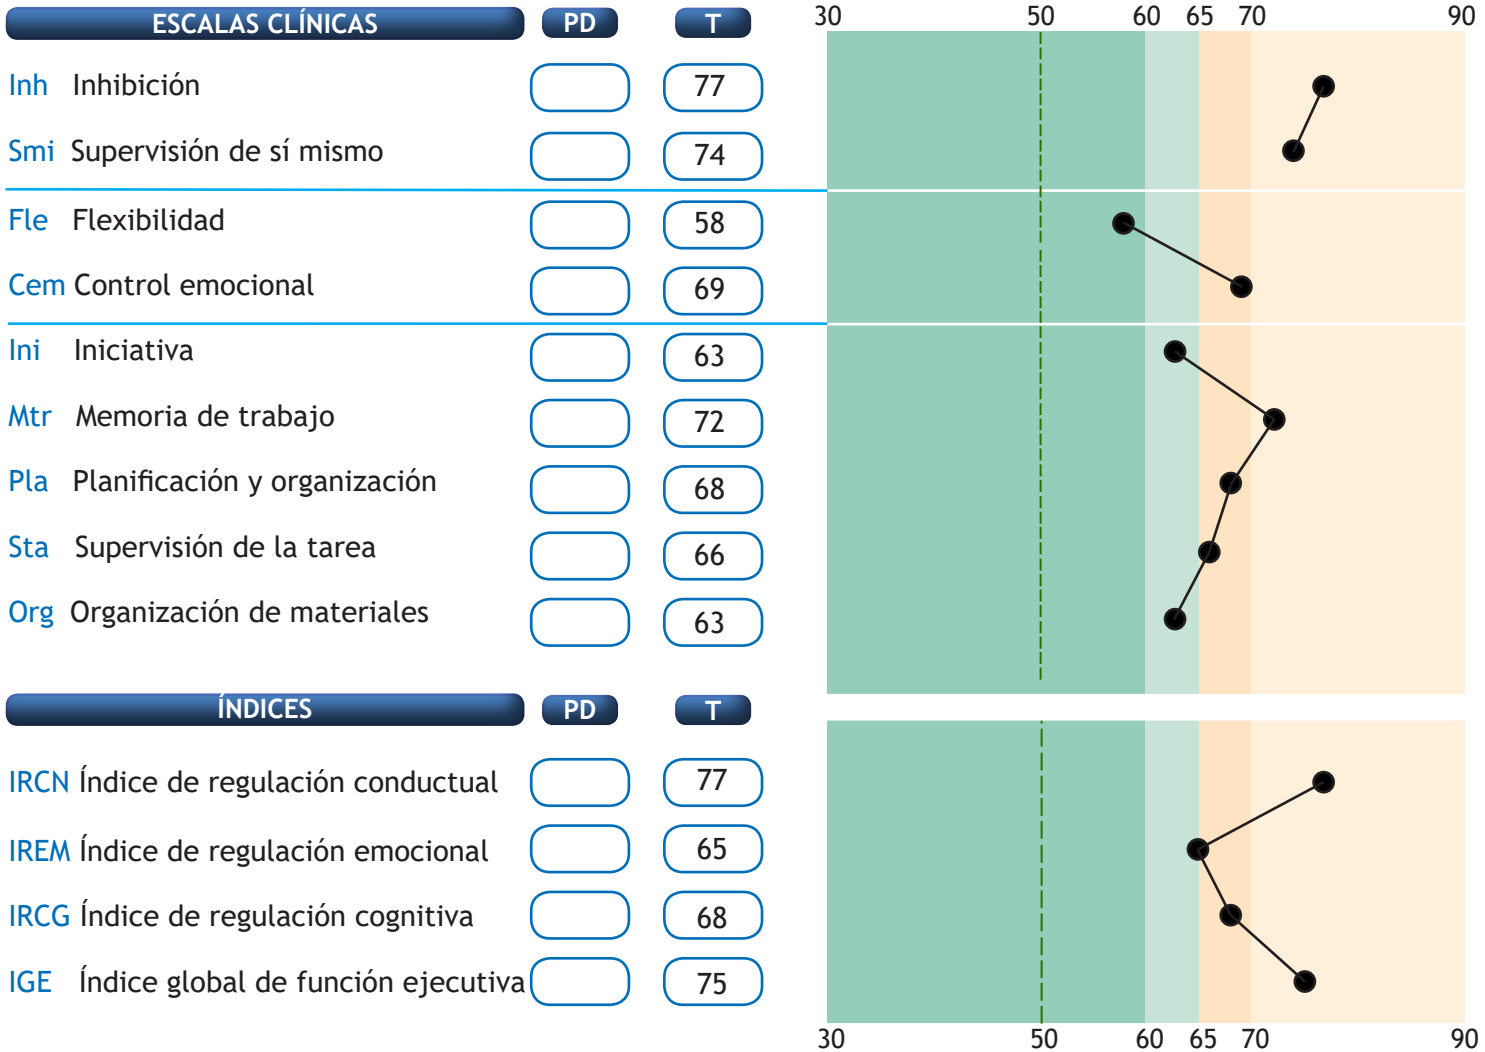 ESCALAS CLÍNICAS PD T 30 50 60 65 70 90
Inh Inhibición 77
Smi Supervisión de sí mismo 74
Fle Flexibilidad 58
Cem Control emocional 69
Ini Iniciativa 63
Mtr Memoria de trabajo 72
Pla Planificación y organización 68
Sta Supervisión de la tarea 66
Org Organización de materiales 63
ÍNDICES PD T
IRCN Índice de regulación conductual 77
IREM Índice de regulación emocional 65
IRCG Índice de regulación cognitiva 68
IGE Índice global de función ejecutiva 75
30 50 60 65 70 90